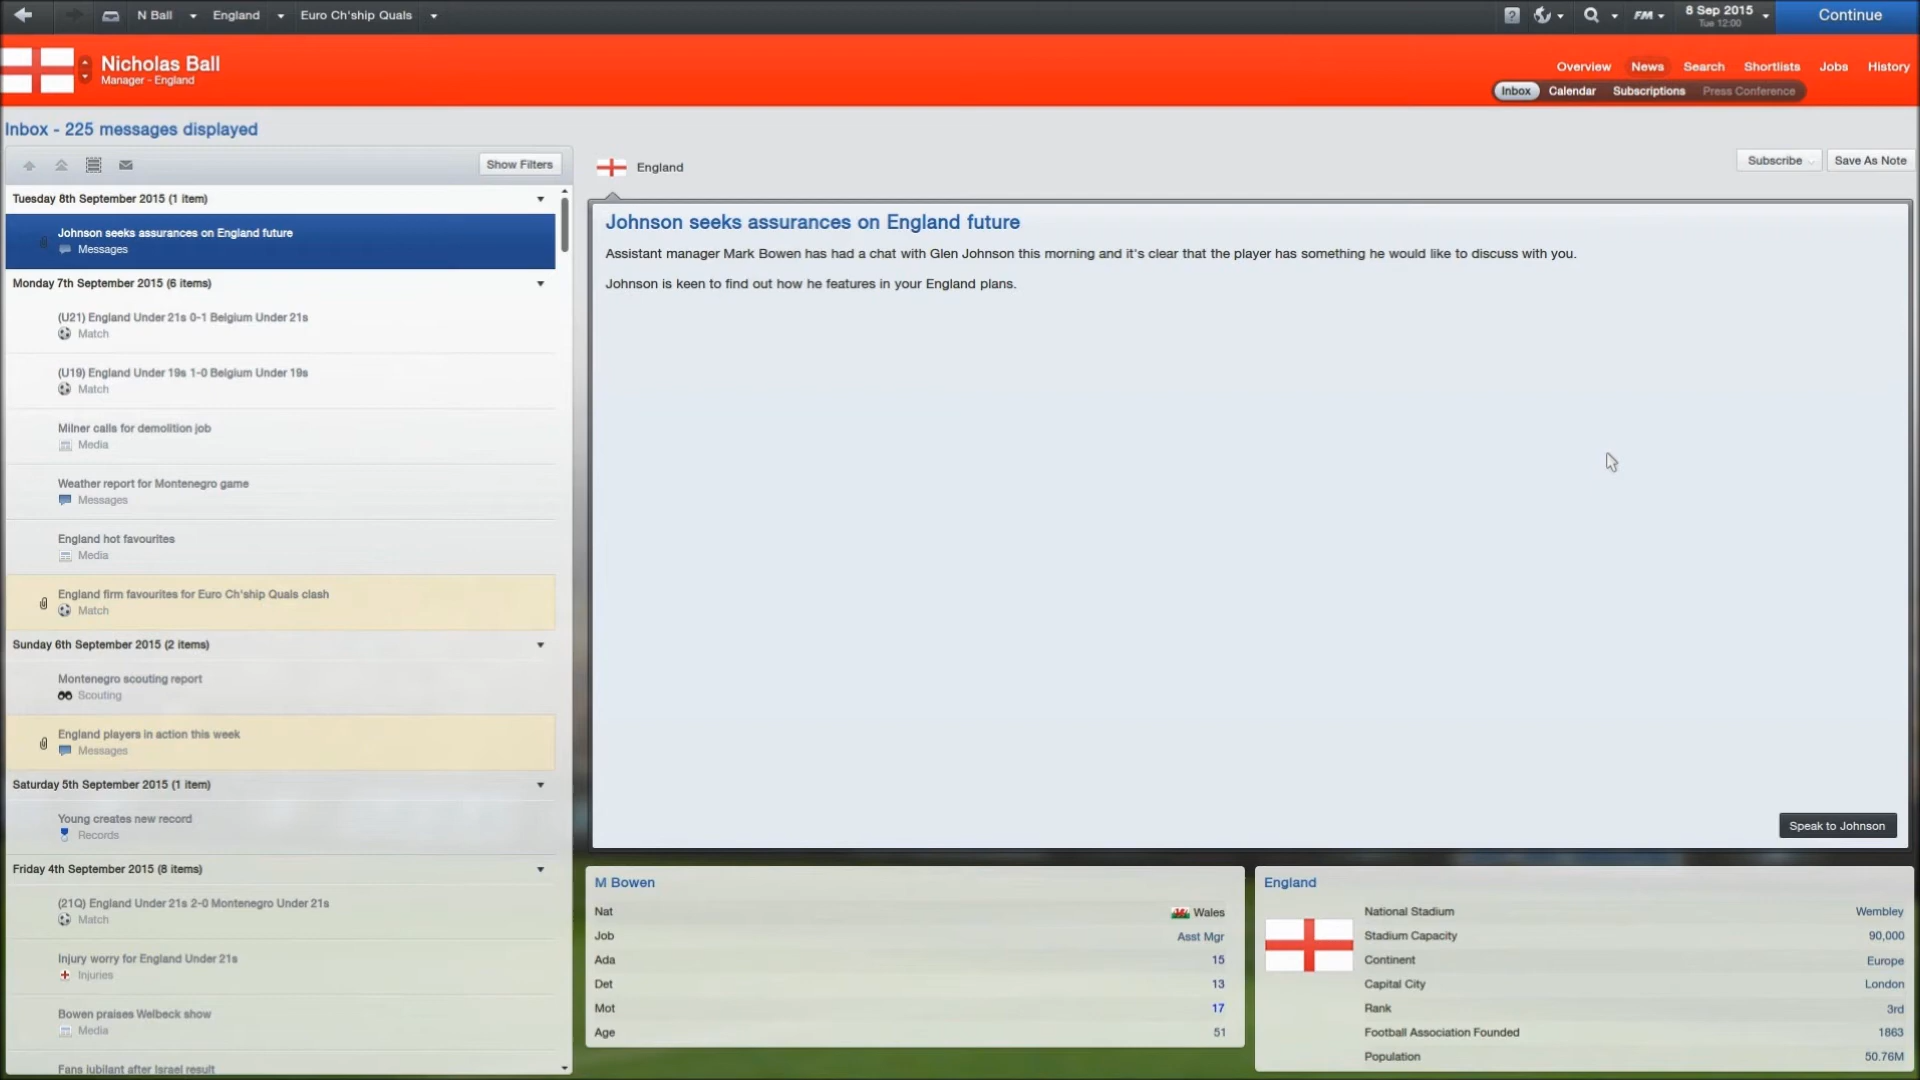 N Ball
England
Euro Ch'ship Quals
FM
8 Sep 2015
Tue 12:00
Continue
Nicholas Ball
Manager - England
Overview News Search Shortlists Jobs History
Inbox Calendar Subscriptions Press Conference
Inbox - 225 messages displayed
Show Filters
Tuesday 8th September 2015 (1 item)
Johnson seeks assurances on England future
Messages
Monday 7th September 2015 (6 items)
(U21) England Under 21s 0-1 Belgium Under 21s
Match
(U19) England Under 19s 1-0 Belgium Under 19s
Match
Milner calls for demolition job
Media
Weather report for Montenegro game
Messages
England hot favourites
Media
England firm favourites for Euro Ch'ship Quals clash
Match
Sunday 6th September 2015 (2 items)
Montenegro scouting report
Scouting
England players in action this week
Messages
Saturday 5th September 2015 (1 item)
Young creates new record
Records
Friday 4th September 2015 (8 items)
(21Q) England Under 21s 2-0 Montenegro Under 21s
Match
Injury worry for England Under 21s
Injuries
Bowen praises Welbeck show
Media
Fans jubilant after Israel result
England
Subscribe
Save As Note
Johnson seeks assurances on England future
Assistant manager Mark Bowen has had a chat with Glen Johnson this morning and it's clear that the player has something he would like to discuss with you.
Johnson is keen to find out how he features in your England plans.
Speak to Johnson
M Bowen
Nat Wales
Job Asst Mgr
Ada 15
Det 13
Mot 17
Age 51
England
National Stadium Wembley
Stadium Capacity 90,000
Continent Europe
Capital City London
Rank 3rd
Football Association Founded 1863
Population 50.76M